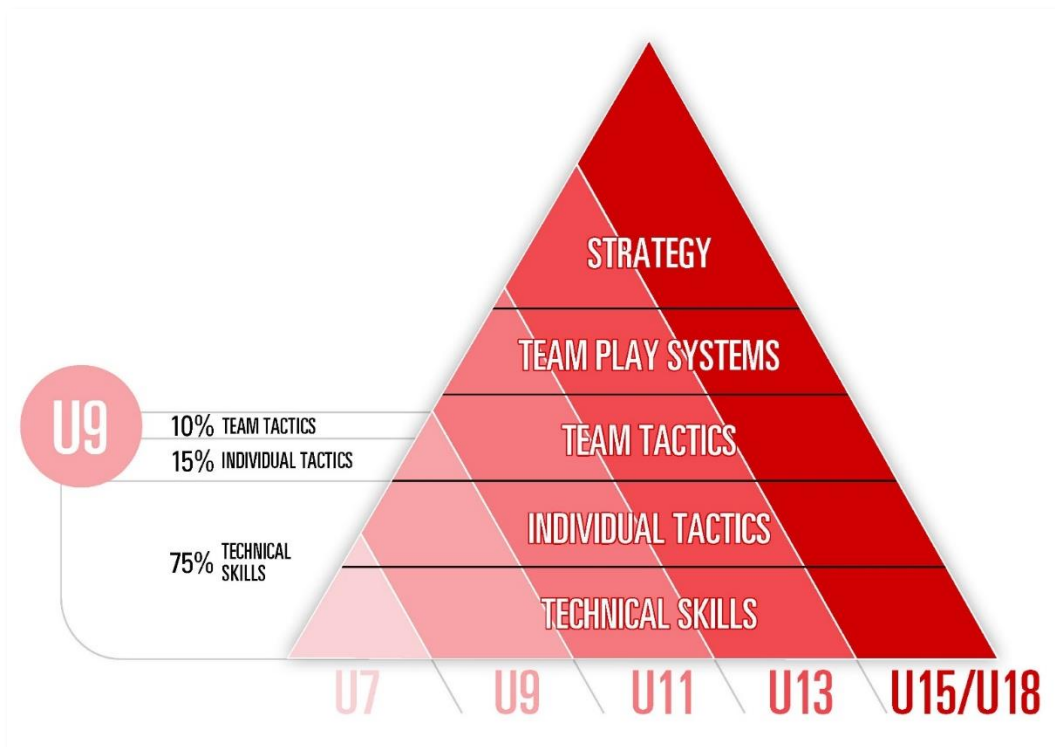 STRATEGY
TEAM PLAY SYSTEMS
U9
10% TEAM TACTICS
TEAM TACTICS
15% INDIVIDUAL TACTICS
INDIVIDUAL TACTICS
75% TECHNICAL
SKILLS
TECHNICAL SKILLS
U7 U9 U11 U13 U15/U18